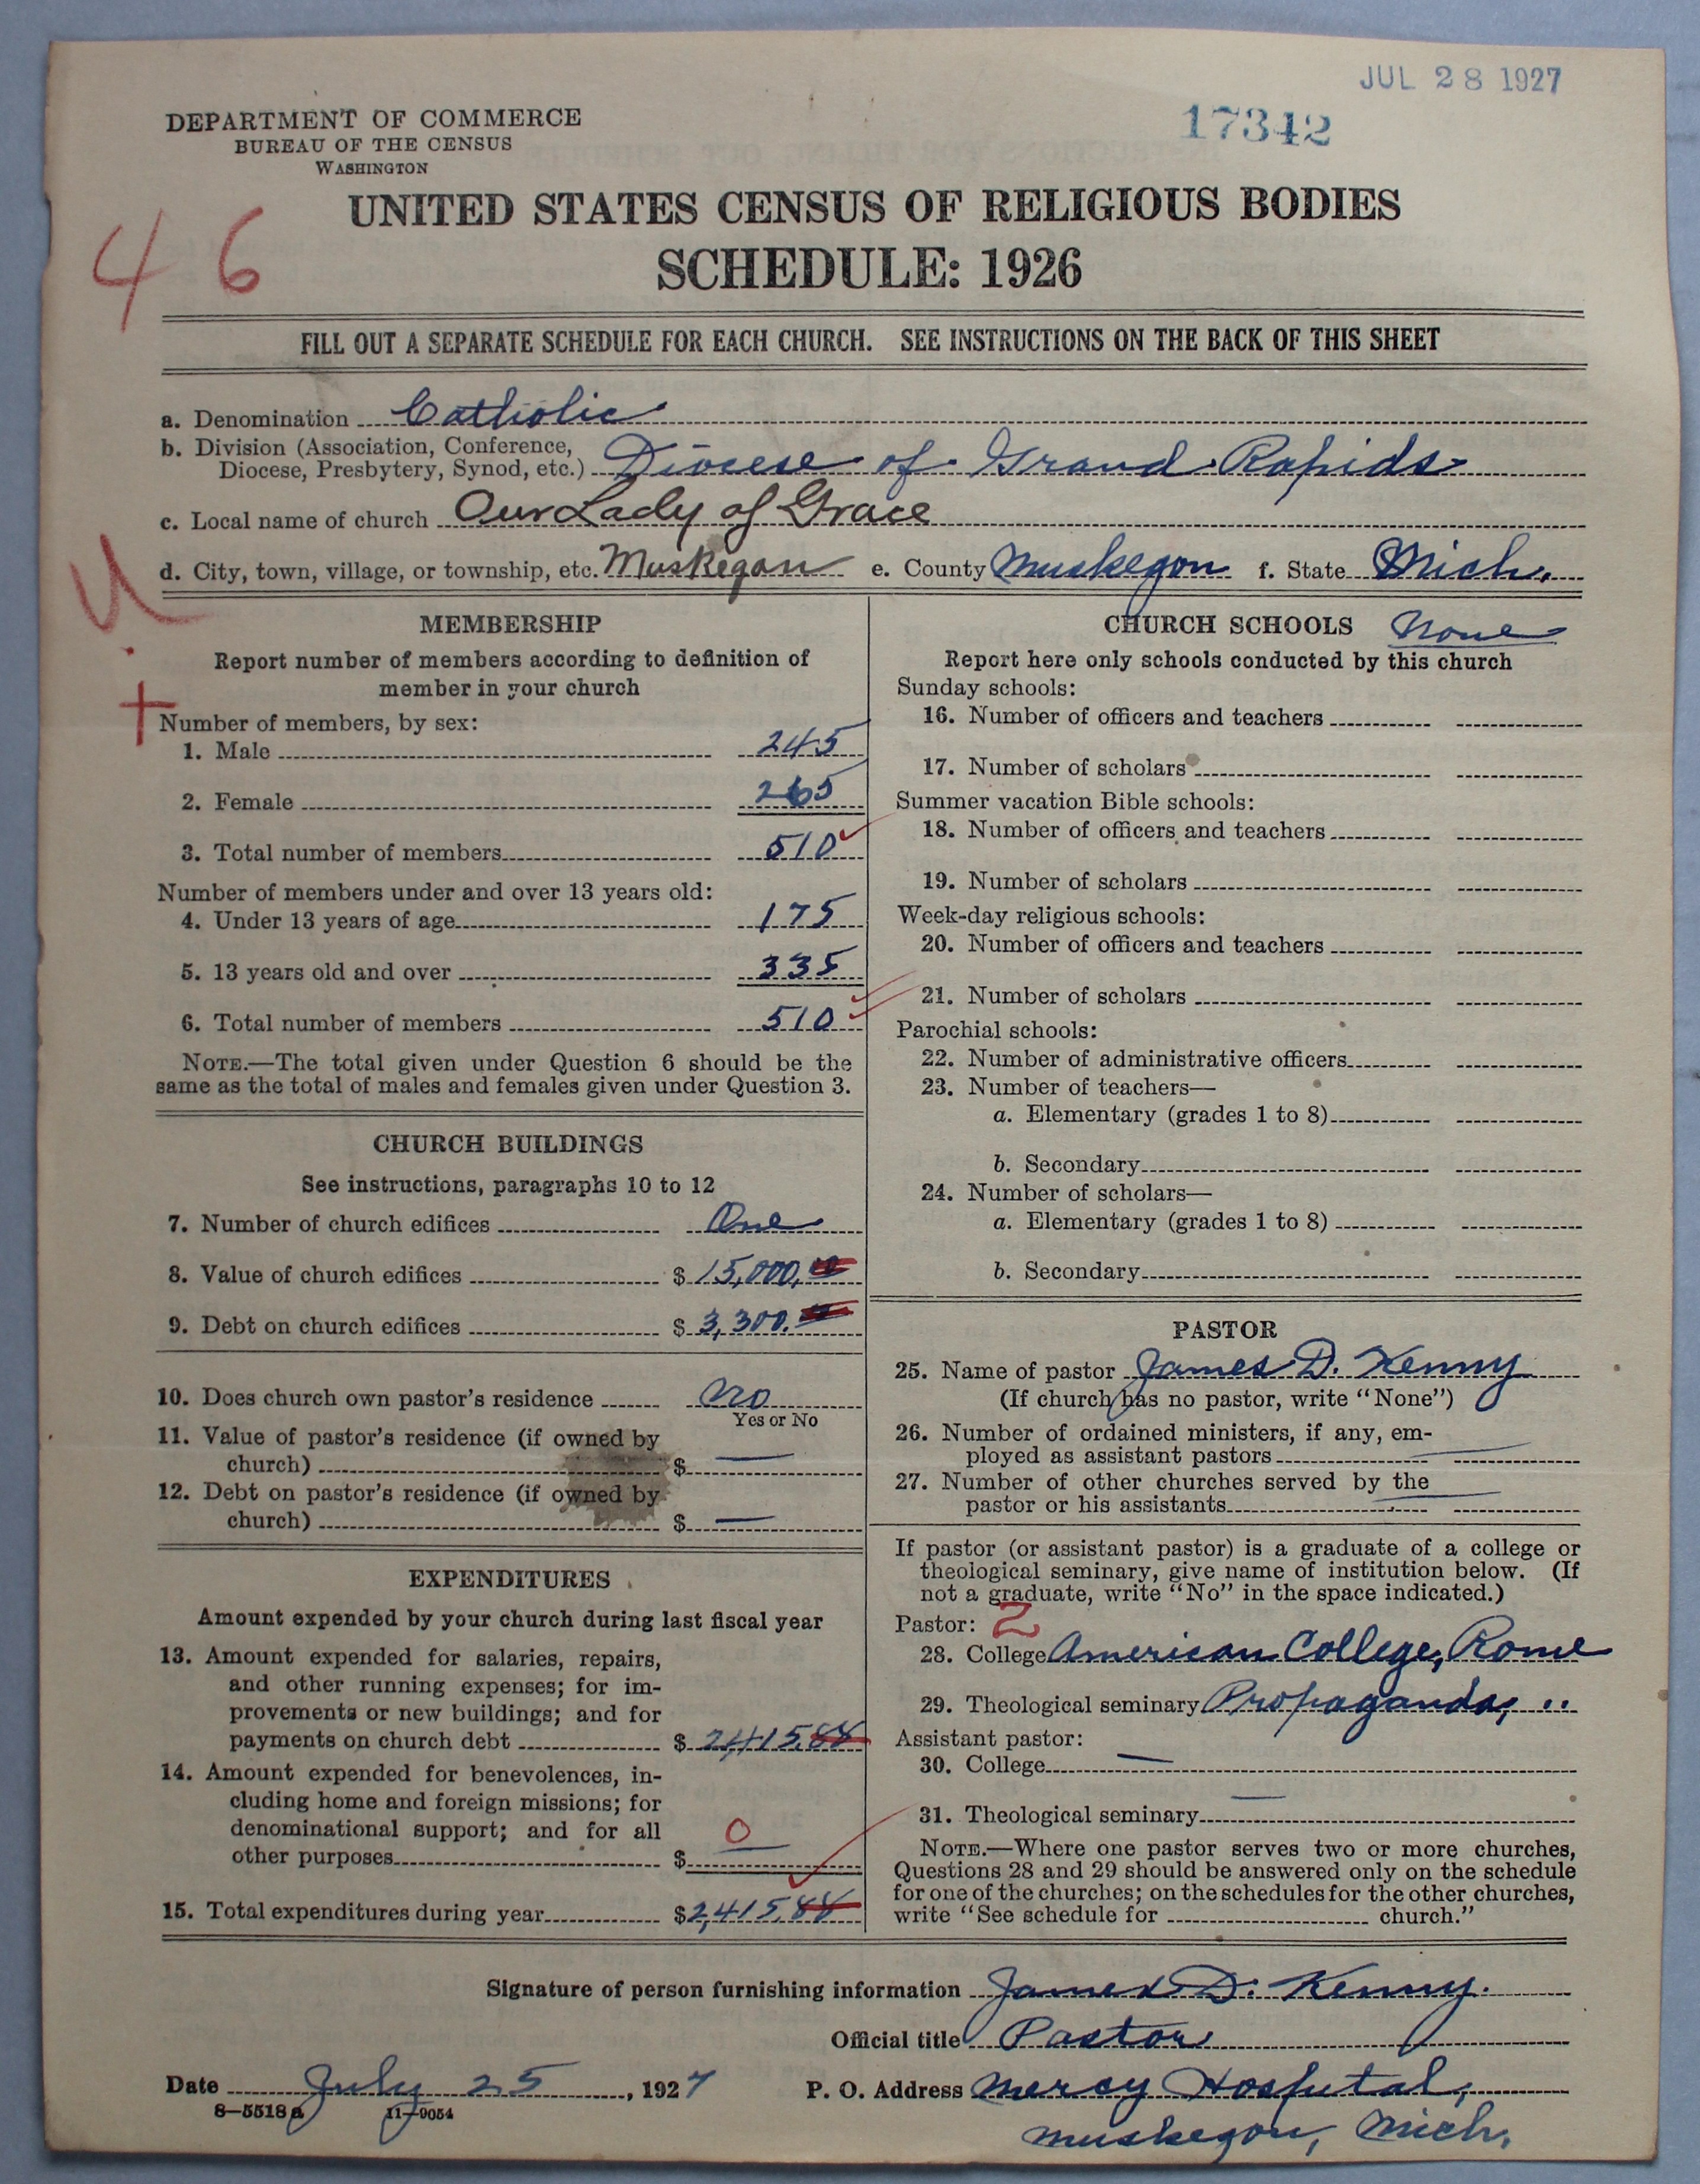 JUL 28 1927
17342
DEPARTMENT OF COMMERCE
BUREAU OF THE CENSUS
WASHINGTON
46
UNITED STATES CENSUS OF RELIGIOUS BODIES
SCHEDULE: 1926
FILL OUT A SEPARATE SCHEDULE FOR EACH CHURCH. SEE INSTRUCTIONS ON THE BACK OF THIS SHEET
a. Denomination Catholic
b. Division (Association, Conference,
Diocese, Presbytery, Synod, etc.) Diocese of Grand Rapids
c. Local name of church Our Lady of Grace
d. City, town, village, or township, etc. Muskegon e. County Muskegon f. State Mich.
U
MEMBERSHIP
Report number of members according to definition of
member in your church
Number of members, by sex:
1. Male 245
2. Female 265
3. Total number of members 510
Number of members under and over 13 years old:
4. Under 13 years of age 175
5. 13 years old and over 335
6. Total number of members 510
NOTE.—The total given under Question 6 should be the
same as the total of males and females given under Question 3.
CHURCH BUILDINGS
See instructions, paragraphs 10 to 12
7. Number of church edifices One
8. Value of church edifices $ 15,000.00
9. Debt on church edifices $ 3,300.
10. Does church own pastor's residence No
Yes or No
11. Value of pastor's residence (if owned by
church) $ —
12. Debt on pastor's residence (if owned by
church) $ —
EXPENDITURES
Amount expended by your church during last fiscal year
13. Amount expended for salaries, repairs,
and other running expenses; for im-
provements or new buildings; and for
payments on church debt $ 2,415.88
14. Amount expended for benevolences, in-
cluding home and foreign missions; for
denominational support; and for all
other purposes $ 0
15. Total expenditures during year $2,415.88
CHURCH SCHOOLS None
Report here only schools conducted by this church
Sunday schools:
16. Number of officers and teachers
17. Number of scholars
Summer vacation Bible schools:
18. Number of officers and teachers
19. Number of scholars
Week-day religious schools:
20. Number of officers and teachers
21. Number of scholars
Parochial schools:
22. Number of administrative officers
23. Number of teachers—
a. Elementary (grades 1 to 8)
b. Secondary
24. Number of scholars—
a. Elementary (grades 1 to 8)
b. Secondary
PASTOR
25. Name of pastor James D. Kenny
(If church has no pastor, write "None")
26. Number of ordained ministers, if any, em-
ployed as assistant pastors —
27. Number of other churches served by the
pastor or his assistants —
If pastor (or assistant pastor) is a graduate of a college or
theological seminary, give name of institution below. (If
not a graduate, write "No" in the space indicated.)
Pastor: 2
28. College American College, Rome
29. Theological seminary Propaganda, ..
Assistant pastor:
30. College —
31. Theological seminary —
NOTE.—Where one pastor serves two or more churches,
Questions 28 and 29 should be answered only on the schedule
for one of the churches; on the schedules for the other churches,
write "See schedule for church."
Signature of person furnishing information James D. Kenny.
Official title Pastor
Date July 25, 1927 P. O. Address Mercy Hospital,
8—5518a 11—9054
Muskegon, Mich.